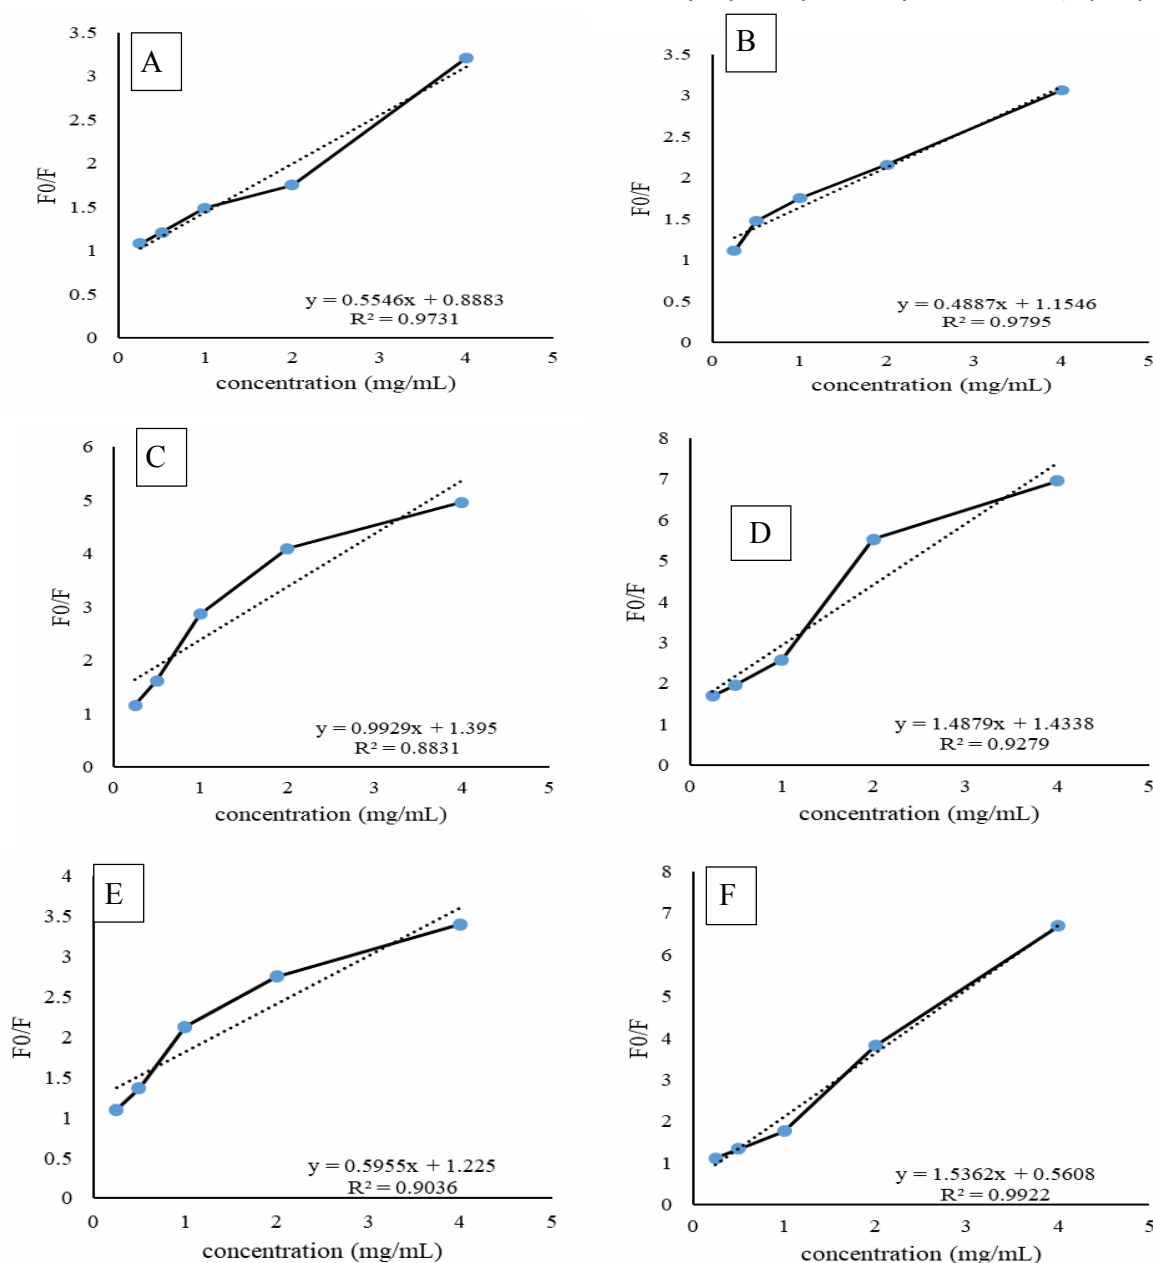 A
3.5
3
2.5
2
1.5
1
0.5
0
F0/F
y = 0.5546x + 0.8883
R² = 0.9731
0 1 2 3 4 5
concentration (mg/mL)
B
3.5
3
2.5
2
1.5
1
0.5
0
F0/F
y = 0.4887x + 1.1546
R² = 0.9795
0 1 2 3 4 5
concentration (mg/mL)
C
6
5
4
3
2
1
0
F0/F
y = 0.9929x + 1.395
R² = 0.8831
0 1 2 3 4 5
concentration (mg/mL)
D
8
7
6
5
4
3
2
1
0
F0/F
y = 1.4879x + 1.4338
R² = 0.9279
0 1 2 3 4 5
concentration (mg/mL)
E
4
3.5
3
2.5
2
1.5
1
0.5
0
F0/F
y = 0.5955x + 1.225
R² = 0.9036
0 1 2 3 4 5
concentration (mg/mL)
F
8
7
6
5
4
3
2
1
0
F0/F
y = 1.5362x + 0.5608
R² = 0.9922
0 1 2 3 4 5
concentration (mg/mL)